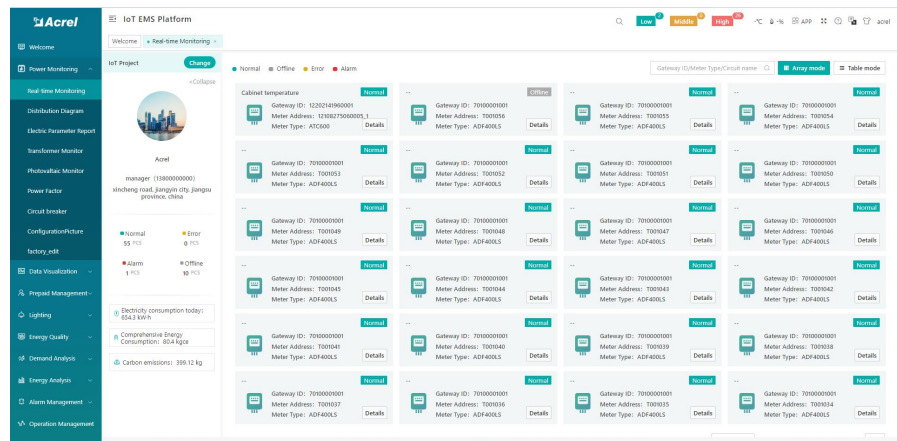 Acrel
IoT EMS Platform
Low 2
Middle 0
High 29
℃
-%
APP
acrel
Welcome
Real-time Monitoring ×
Welcome
Power Monitoring
Real-time Monitoring
Distribution Diagram
Electric Parameter Report
Transformer Monitor
Photovaltaic Monitor
Power Factor
Circuit breaker
ConfigurationPicture
factory_edit
Data Visualization
Prepaid Management
Lighting
Energy Quality
Demand Analysis
Energy Analysis
Alarm Management
Operation Management
IoT Project
Change
«Collapse
Acrel
manager (13800000000)
xincheng road, jiangyin city, jiangsu
province, china
Normal
55 PCS
Error
0 PCS
Alarm
1 PCS
Offline
10 PCS
Electricity consumption today:
654.3 kW·h
Comprehensive Energy
Consumption: 80.4 kgce
Carbon emissions: 399.12 kg
Normal
Offline
Error
Alarm
Gateway ID/Meter Type/Circuit name
Array mode
Table mode
Cabinet temperature
Normal
Gateway ID: 12202141960001
Meter Address: 12108275060005_1
Meter Type: ATC600
Details
--
Offline
Gateway ID: 70100001001
Meter Address: T001056
Meter Type: ADF400LS
Details
--
Normal
Gateway ID: 70100001001
Meter Address: T001055
Meter Type: ADF400LS
Details
--
Normal
Gateway ID: 70100001001
Meter Address: T001054
Meter Type: ADF400LS
Details
--
Normal
Gateway ID: 70100001001
Meter Address: T001053
Meter Type: ADF400LS
Details
--
Normal
Gateway ID: 70100001001
Meter Address: T001052
Meter Type: ADF400LS
Details
--
Normal
Gateway ID: 70100001001
Meter Address: T001051
Meter Type: ADF400LS
Details
--
Normal
Gateway ID: 70100001001
Meter Address: T001050
Meter Type: ADF400LS
Details
--
Normal
Gateway ID: 70100001001
Meter Address: T001049
Meter Type: ADF400LS
Details
--
Normal
Gateway ID: 70100001001
Meter Address: T001048
Meter Type: ADF400LS
Details
--
Normal
Gateway ID: 70100001001
Meter Address: T001047
Meter Type: ADF400LS
Details
--
Normal
Gateway ID: 70100001001
Meter Address: T001046
Meter Type: ADF400LS
Details
--
Normal
Gateway ID: 70100001001
Meter Address: T001045
Meter Type: ADF400LS
Details
--
Normal
Gateway ID: 70100001001
Meter Address: T001044
Meter Type: ADF400LS
Details
--
Normal
Gateway ID: 70100001001
Meter Address: T001043
Meter Type: ADF400LS
Details
--
Normal
Gateway ID: 70100001001
Meter Address: T001042
Meter Type: ADF400LS
Details
--
Normal
Gateway ID: 70100001001
Meter Address: T001041
Meter Type: ADF400LS
Details
--
Normal
Gateway ID: 70100001001
Meter Address: T001040
Meter Type: ADF400LS
Details
--
Normal
Gateway ID: 70100001001
Meter Address: T001039
Meter Type: ADF400LS
Details
--
Normal
Gateway ID: 70100001001
Meter Address: T001038
Meter Type: ADF400LS
Details
--
Normal
Gateway ID: 70100001001
Meter Address: T001037
Meter Type: ADF400LS
Details
--
Normal
Gateway ID: 70100001001
Meter Address: T001036
Meter Type: ADF400LS
Details
--
Normal
Gateway ID: 70100001001
Meter Address: T001035
Meter Type: ADF400LS
Details
--
Normal
Gateway ID: 70100001001
Meter Address: T001034
Meter Type: ADF400LS
Details